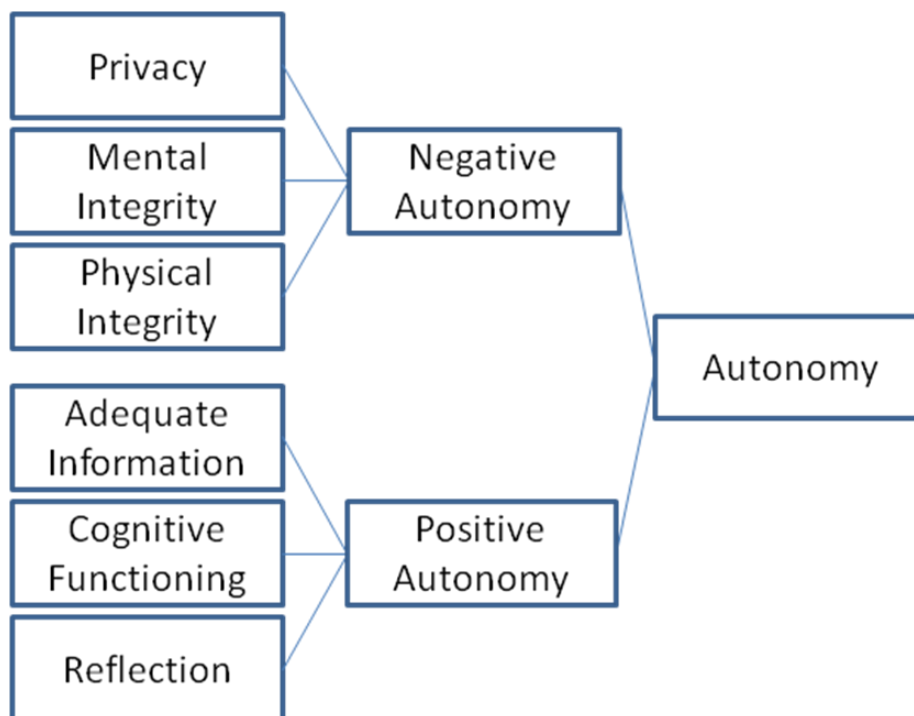 Privacy
Mental
Integrity
Physical
Integrity
Negative
Autonomy
Autonomy
Adequate
Information
Cognitive
Functioning
Reflection
Positive
Autonomy